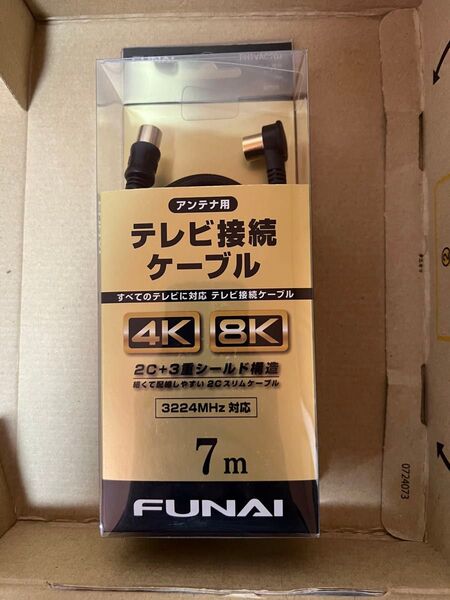 FUNAI
アンテナ用
テレビ接続
ケーブル
すべてのテレビに対応 テレビ接続ケーブル
4K 8K
2C+3重シールド構造
細くて配線しやすい 2Cスリムケーブル
3224MHz 対応
7m
FUNAI
0724073